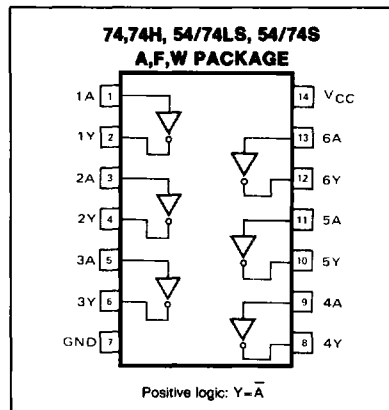 74,74H, 54/74LS, 54/74S
A,F,W PACKAGE
1A 1 14 VCC
1Y 2 13 6A
2A 3 12 6Y
2Y 4 11 5A
3A 5 10 5Y
3Y 6 9 4A
GND 7 8 4Y
Positive logic: Y=A̅